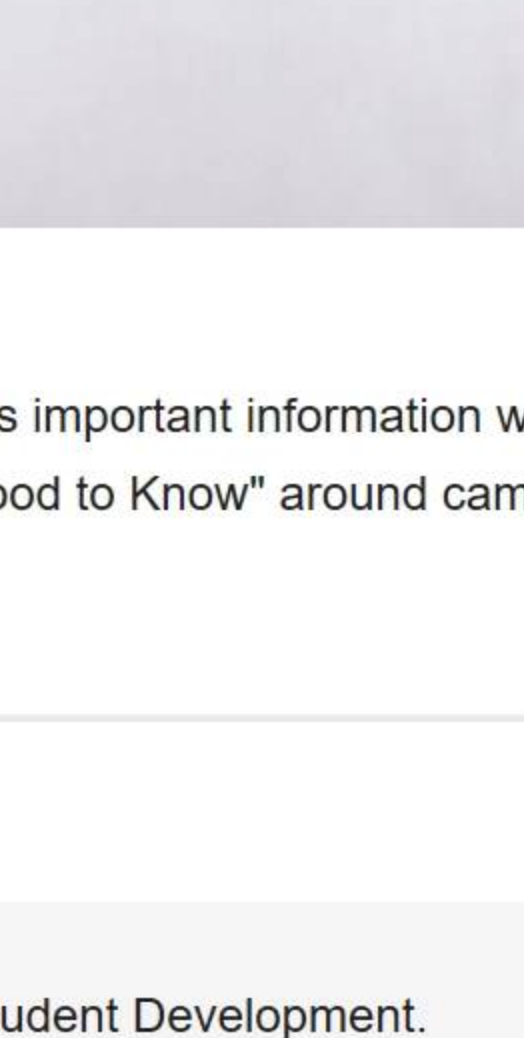 s important information w
ood to Know" around cam
udent Development.